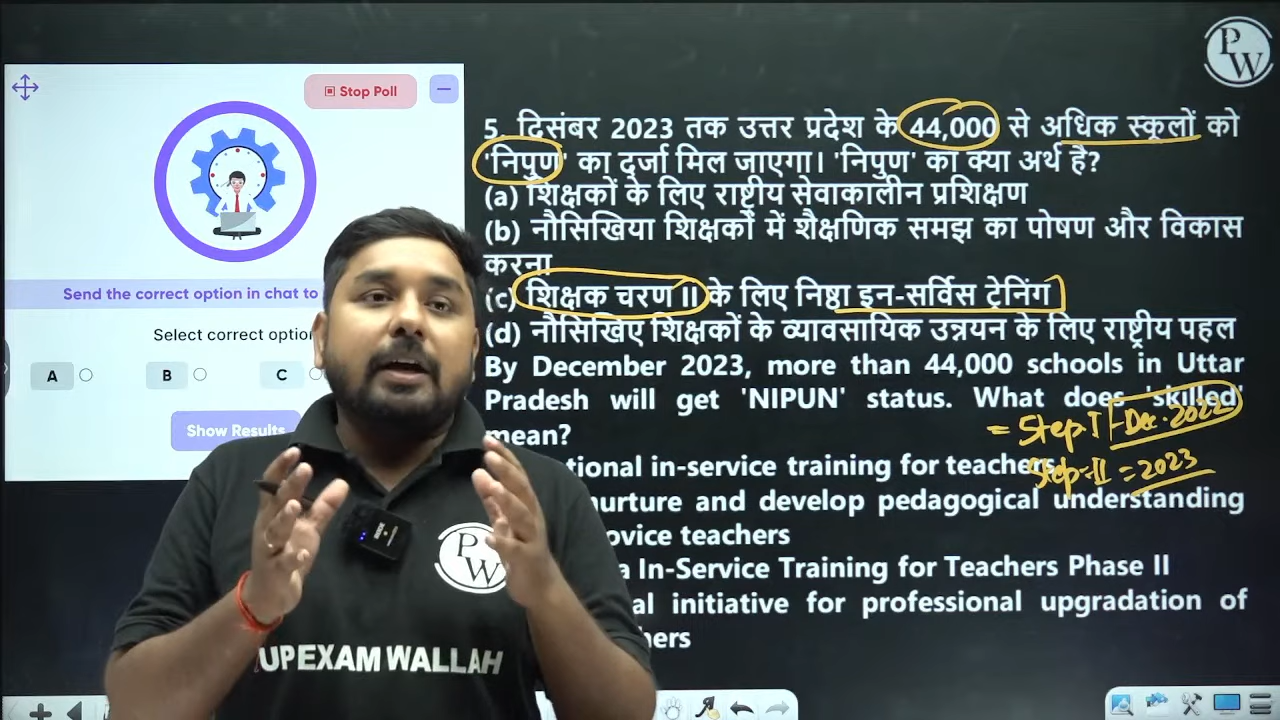 PW
Stop Poll
Send the correct option in chat to
Select correct option
A
B
C
Show Results
5. दिसंबर 2023 तक उत्तर प्रदेश के 44,000 से अधिक स्कूलों को
'निपुण' का दर्जा मिल जाएगा। 'निपुण' का क्या अर्थ है?
(a) शिक्षकों के लिए राष्ट्रीय सेवाकालीन प्रशिक्षण
(b) नौसिखिया शिक्षकों में शैक्षणिक समझ का पोषण और विकास
करना
(c) शिक्षक चरण II के लिए निष्ठा इन-सर्विस ट्रेनिंग
(d) नौसिखिए शिक्षकों के व्यावसायिक उन्नयन के लिए राष्ट्रीय पहल
By December 2023, more than 44,000 schools in Uttar
Pradesh will get 'NIPUN' status. What does 'skilled'
mean?
= Step-I - Dec. 2022
Step-II = 2023
tional in-service training for teachers
nurture and develop pedagogical understanding
ovice teachers
a In-Service Training for Teachers Phase II
al initiative for professional upgradation of
hers
PW
UPEXAM WALLAH